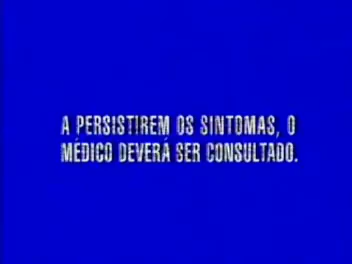 A PERSISTIREM OS SINTOMAS, O
MÉDICO DEVERÁ SER CONSULTADO.